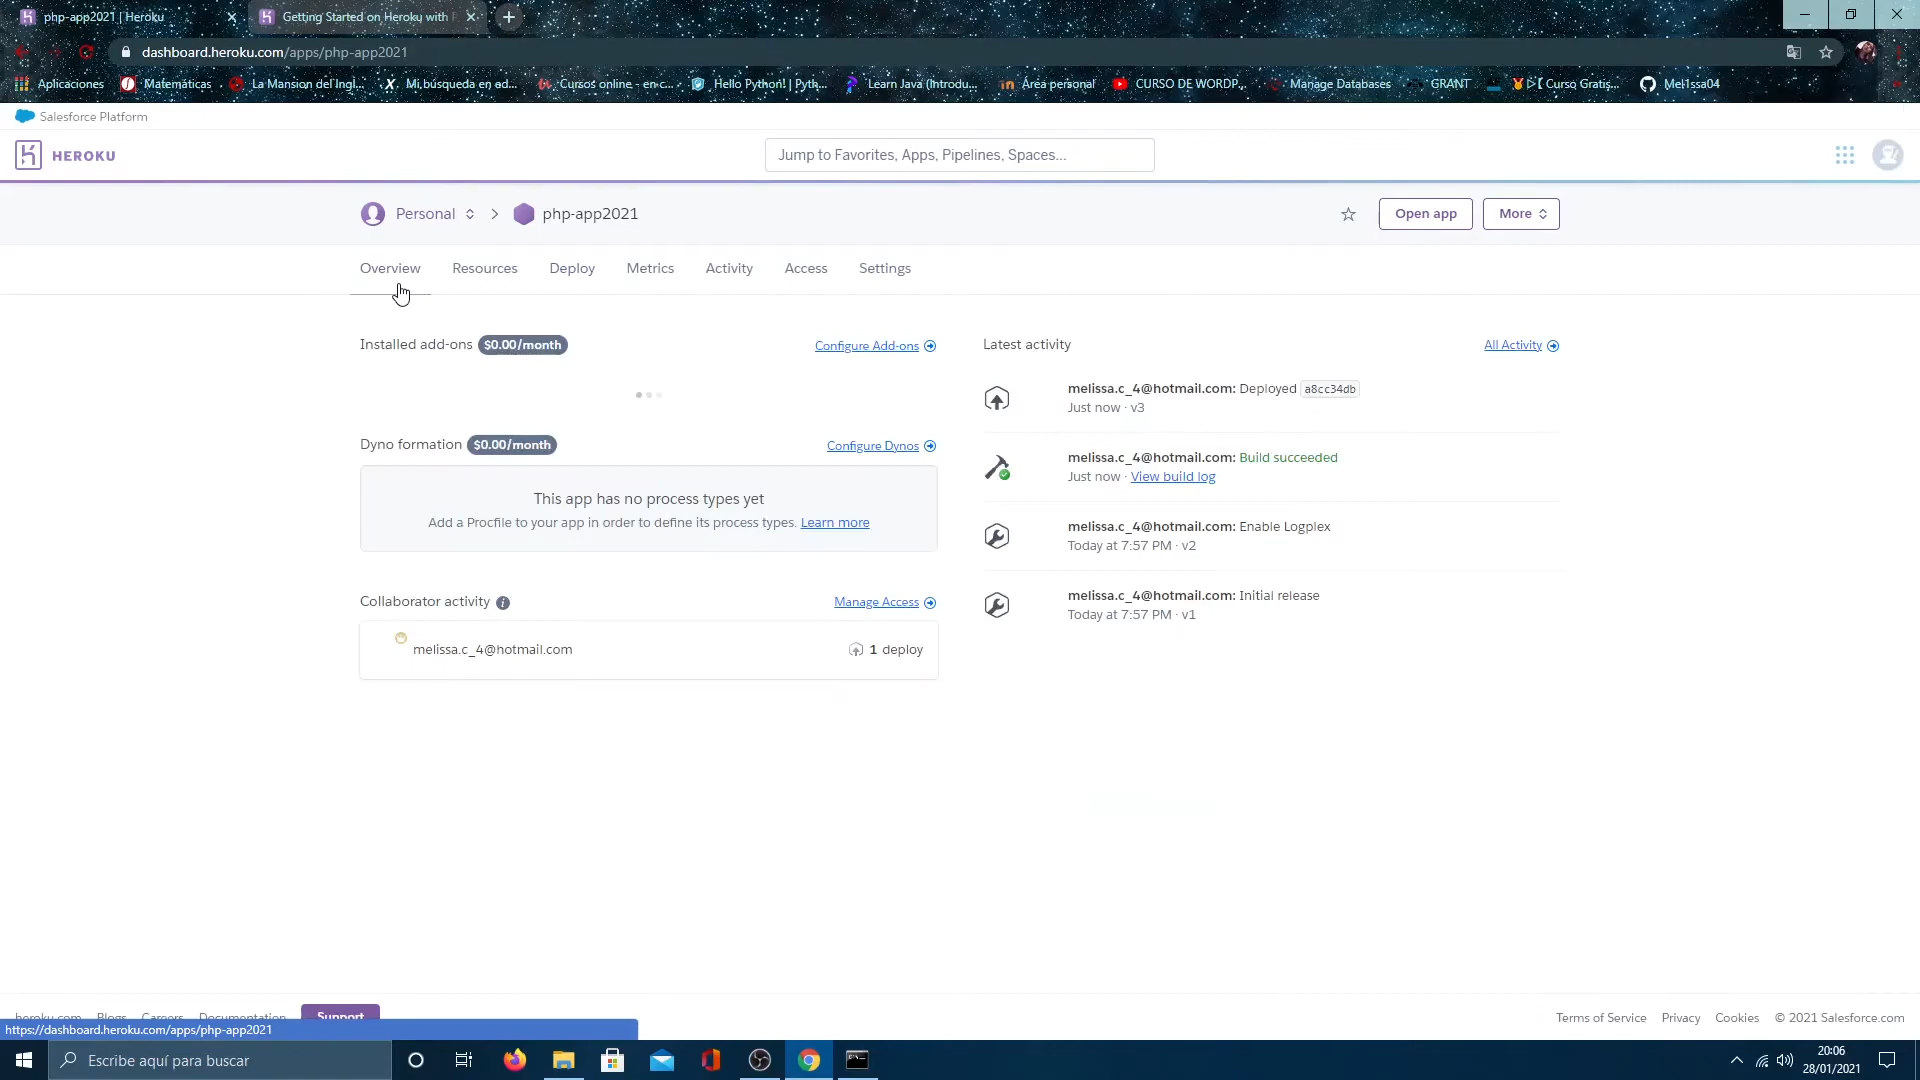 php-app2021 | Heroku
Getting Started on Heroku with
dashboard.heroku.com/apps/php-app2021
Aplicaciones
Matemáticas
La Mansion del Ingl...
Mi búsqueda en ed...
Cursos online - en c...
Hello Python! | Pyth...
Learn Java (Introdu...
Área personal
CURSO DE WORDP...
Manage Databases
GRANT
Curso Gratis...
Mel1ssa04
Salesforce Platform
HEROKU
Jump to Favorites, Apps, Pipelines, Spaces...
Personal
php-app2021
Open app
More
Overview
Resources
Deploy
Metrics
Activity
Access
Settings
Installed add-ons $0.00/month
Configure Add-ons
Dyno formation $0.00/month
Configure Dynos
This app has no process types yet
Add a Procfile to your app in order to define its process types. Learn more
Collaborator activity
Manage Access
melissa.c_4@hotmail.com
1 deploy
Latest activity
All Activity
melissa.c_4@hotmail.com: Deployed a8cc34db
Just now · v3
melissa.c_4@hotmail.com: Build succeeded
Just now · View build log
melissa.c_4@hotmail.com: Enable Logplex
Today at 7:57 PM · v2
melissa.c_4@hotmail.com: Initial release
Today at 7:57 PM · v1
heroku.com
Blogs
Careers
Documentation
Support
https://dashboard.heroku.com/apps/php-app2021
Terms of Service
Privacy
Cookies
© 2021 Salesforce.com
Escribe aquí para buscar
20:06
28/01/2021